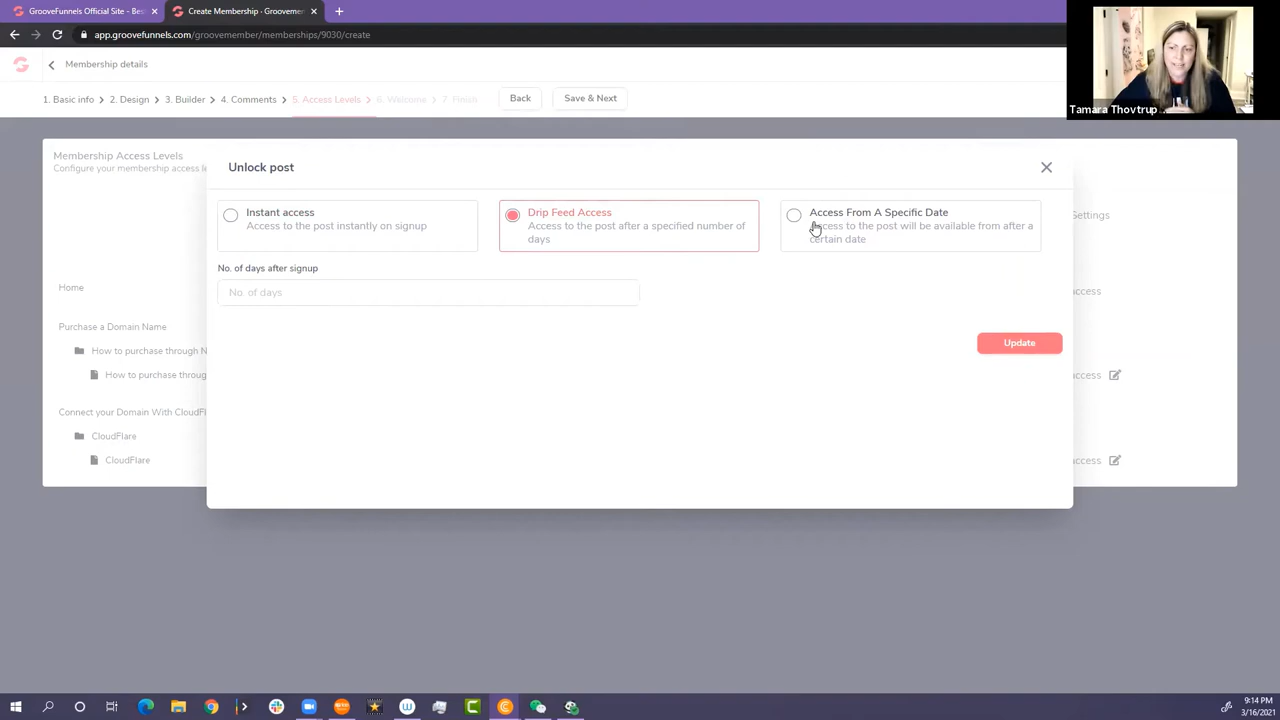 GrooveFunnels Official Site - Bes
Create Membership - Groovemem
app.groovefunnels.com/groovemember/memberships/9030/create
Membership details
1. Basic info > 2. Design > 3. Builder > 4. Comments > 5. Access Levels > 6. Welcome > 7. Finish
Back
Save & Next
Tamara Thovtrup
Membership Access Levels
Configure your membership access le
Unlock post
Instant access
Access to the post instantly on signup
Drip Feed Access
Access to the post after a specified number of
days
Access From A Specific Date
Access to the post will be available from after a
certain date
Settings
No. of days after signup
No. of days
Update
Home
access
Purchase a Domain Name
How to purchase through N
How to purchase throug
access
Connect your Domain With CloudFl
CloudFlare
CloudFlare
access
9:14 PM
3/16/2021